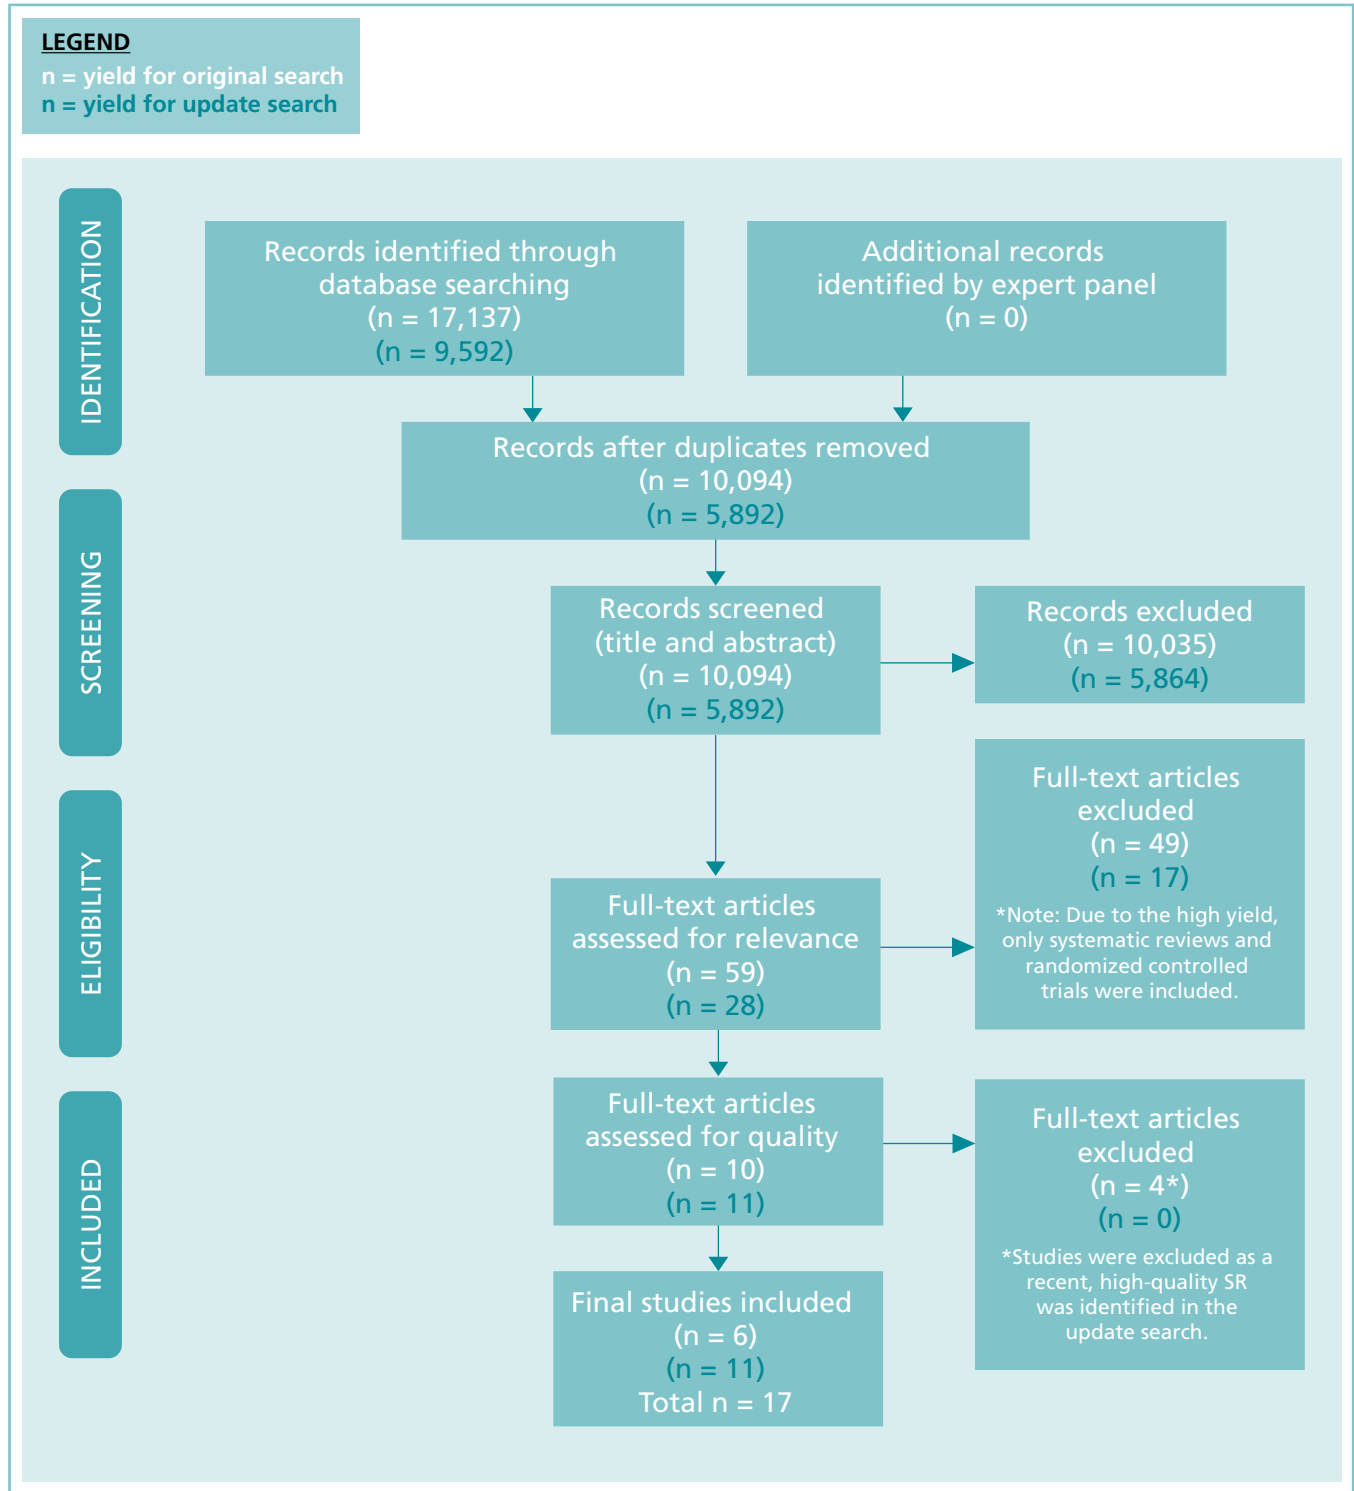 LEGEND
n = yield for original search
n = yield for update search
IDENTIFICATION
Records identified through
database searching
(n = 17,137)
(n = 9,592)
Additional records
identified by expert panel
(n = 0)
Records after duplicates removed
(n = 10,094)
(n = 5,892)
SCREENING
Records screened
(title and abstract)
(n = 10,094)
(n = 5,892)
Records excluded
(n = 10,035)
(n = 5,864)
ELIGIBILITY
Full-text articles
assessed for relevance
(n = 59)
(n = 28)
Full-text articles
excluded
(n = 49)
(n = 17)
*Note: Due to the high yield,
only systematic reviews and
randomized controlled
trials were included.
INCLUDED
Full-text articles
assessed for quality
(n = 10)
(n = 11)
Full-text articles
excluded
(n = 4*)
(n = 0)
*Studies were excluded as a
recent, high-quality SR
was identified in the
update search.
Final studies included
(n = 6)
(n = 11)
Total n = 17